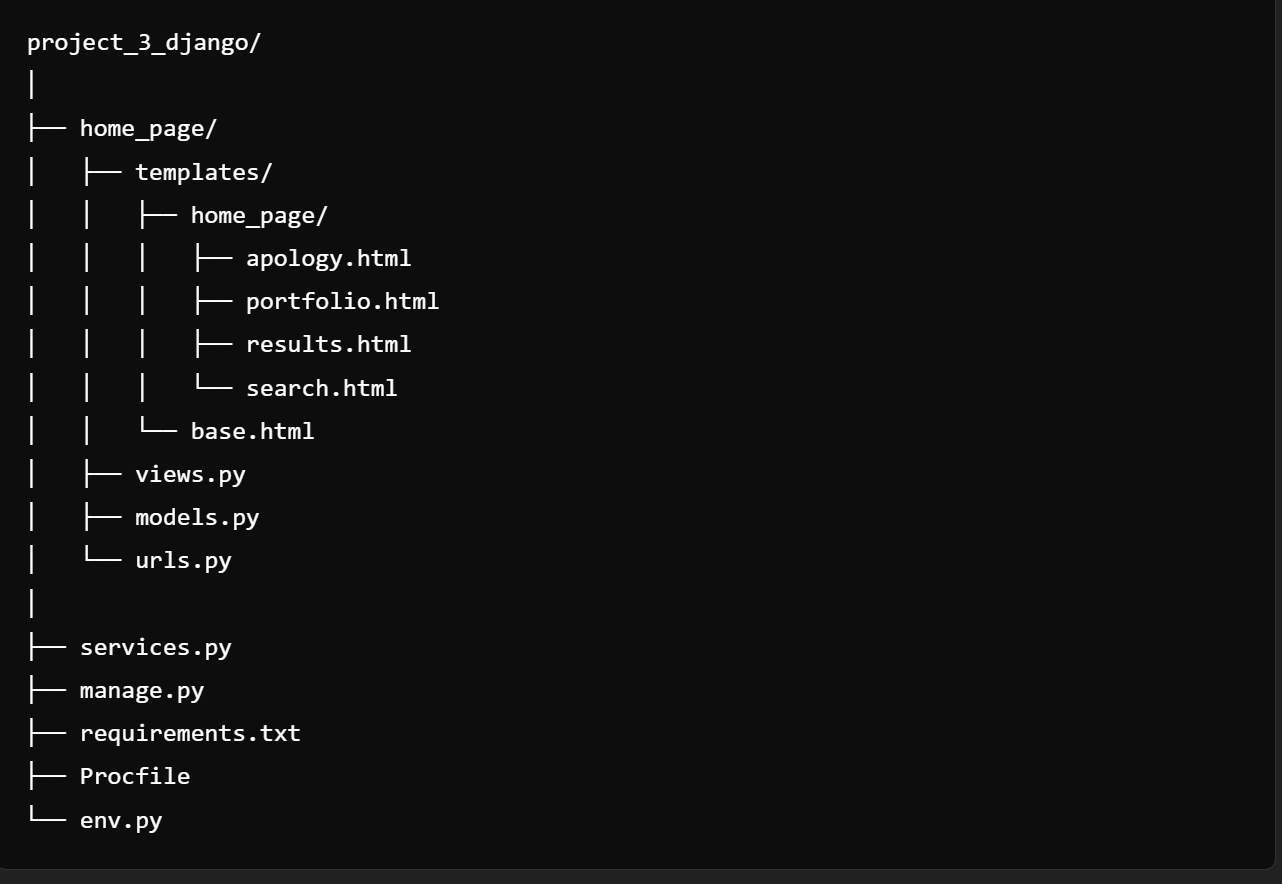 project_3_django/
│
├── home_page/
│   ├── templates/
│   │   ├── home_page/
│   │   │   ├── apology.html
│   │   │   ├── portfolio.html
│   │   │   ├── results.html
│   │   │   └── search.html
│   │   └── base.html
│   ├── views.py
│   ├── models.py
│   └── urls.py
│
├── services.py
├── manage.py
├── requirements.txt
├── Procfile
└── env.py